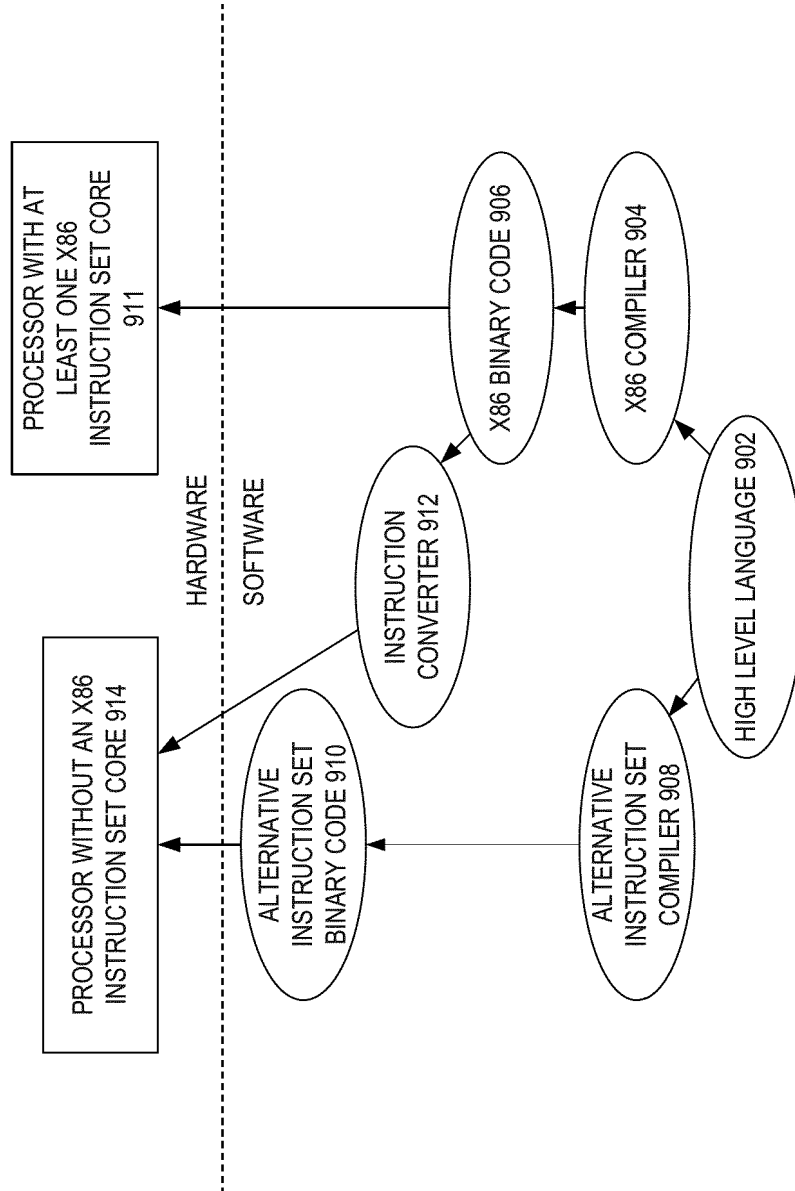 PROCESSOR WITHOUT AN X86
INSTRUCTION SET CORE 914
PROCESSOR WITH AT
LEAST ONE X86
INSTRUCTION SET CORE
911
HARDWARE
SOFTWARE
ALTERNATIVE
INSTRUCTION SET
BINARY CODE 910
INSTRUCTION
CONVERTER 912
X86 BINARY CODE 906
ALTERNATIVE
INSTRUCTION SET
COMPILER 908
X86 COMPILER 904
HIGH LEVEL LANGUAGE 902